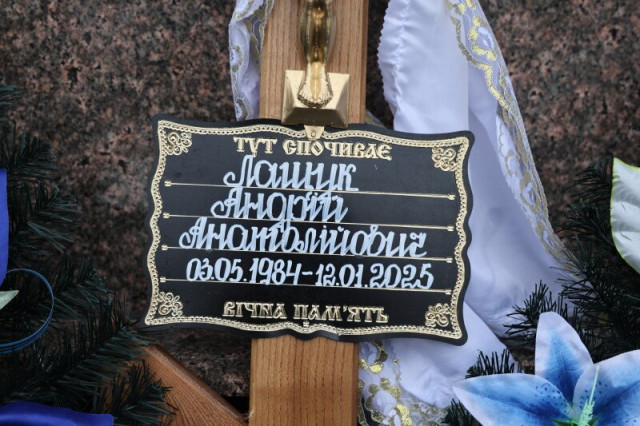 ТУТ СПОЧИВАЄ
Лащук
Андрій
Анатолійович
03.05.1984-12.01.2025
ВІЧНА ПАМ'ЯТЬ